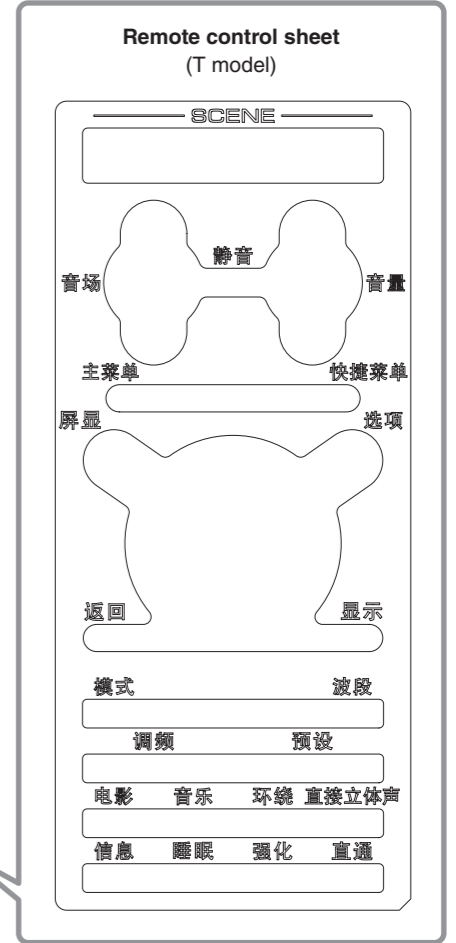 Remote control sheet
(T model)
SCENE
静音
音场 音量
主菜单 快捷菜单
屏显 选项
返回 显示
模式 波段
调频 预设
电影 音乐 环绕 直接立体声
信息 睡眠 强化 直通